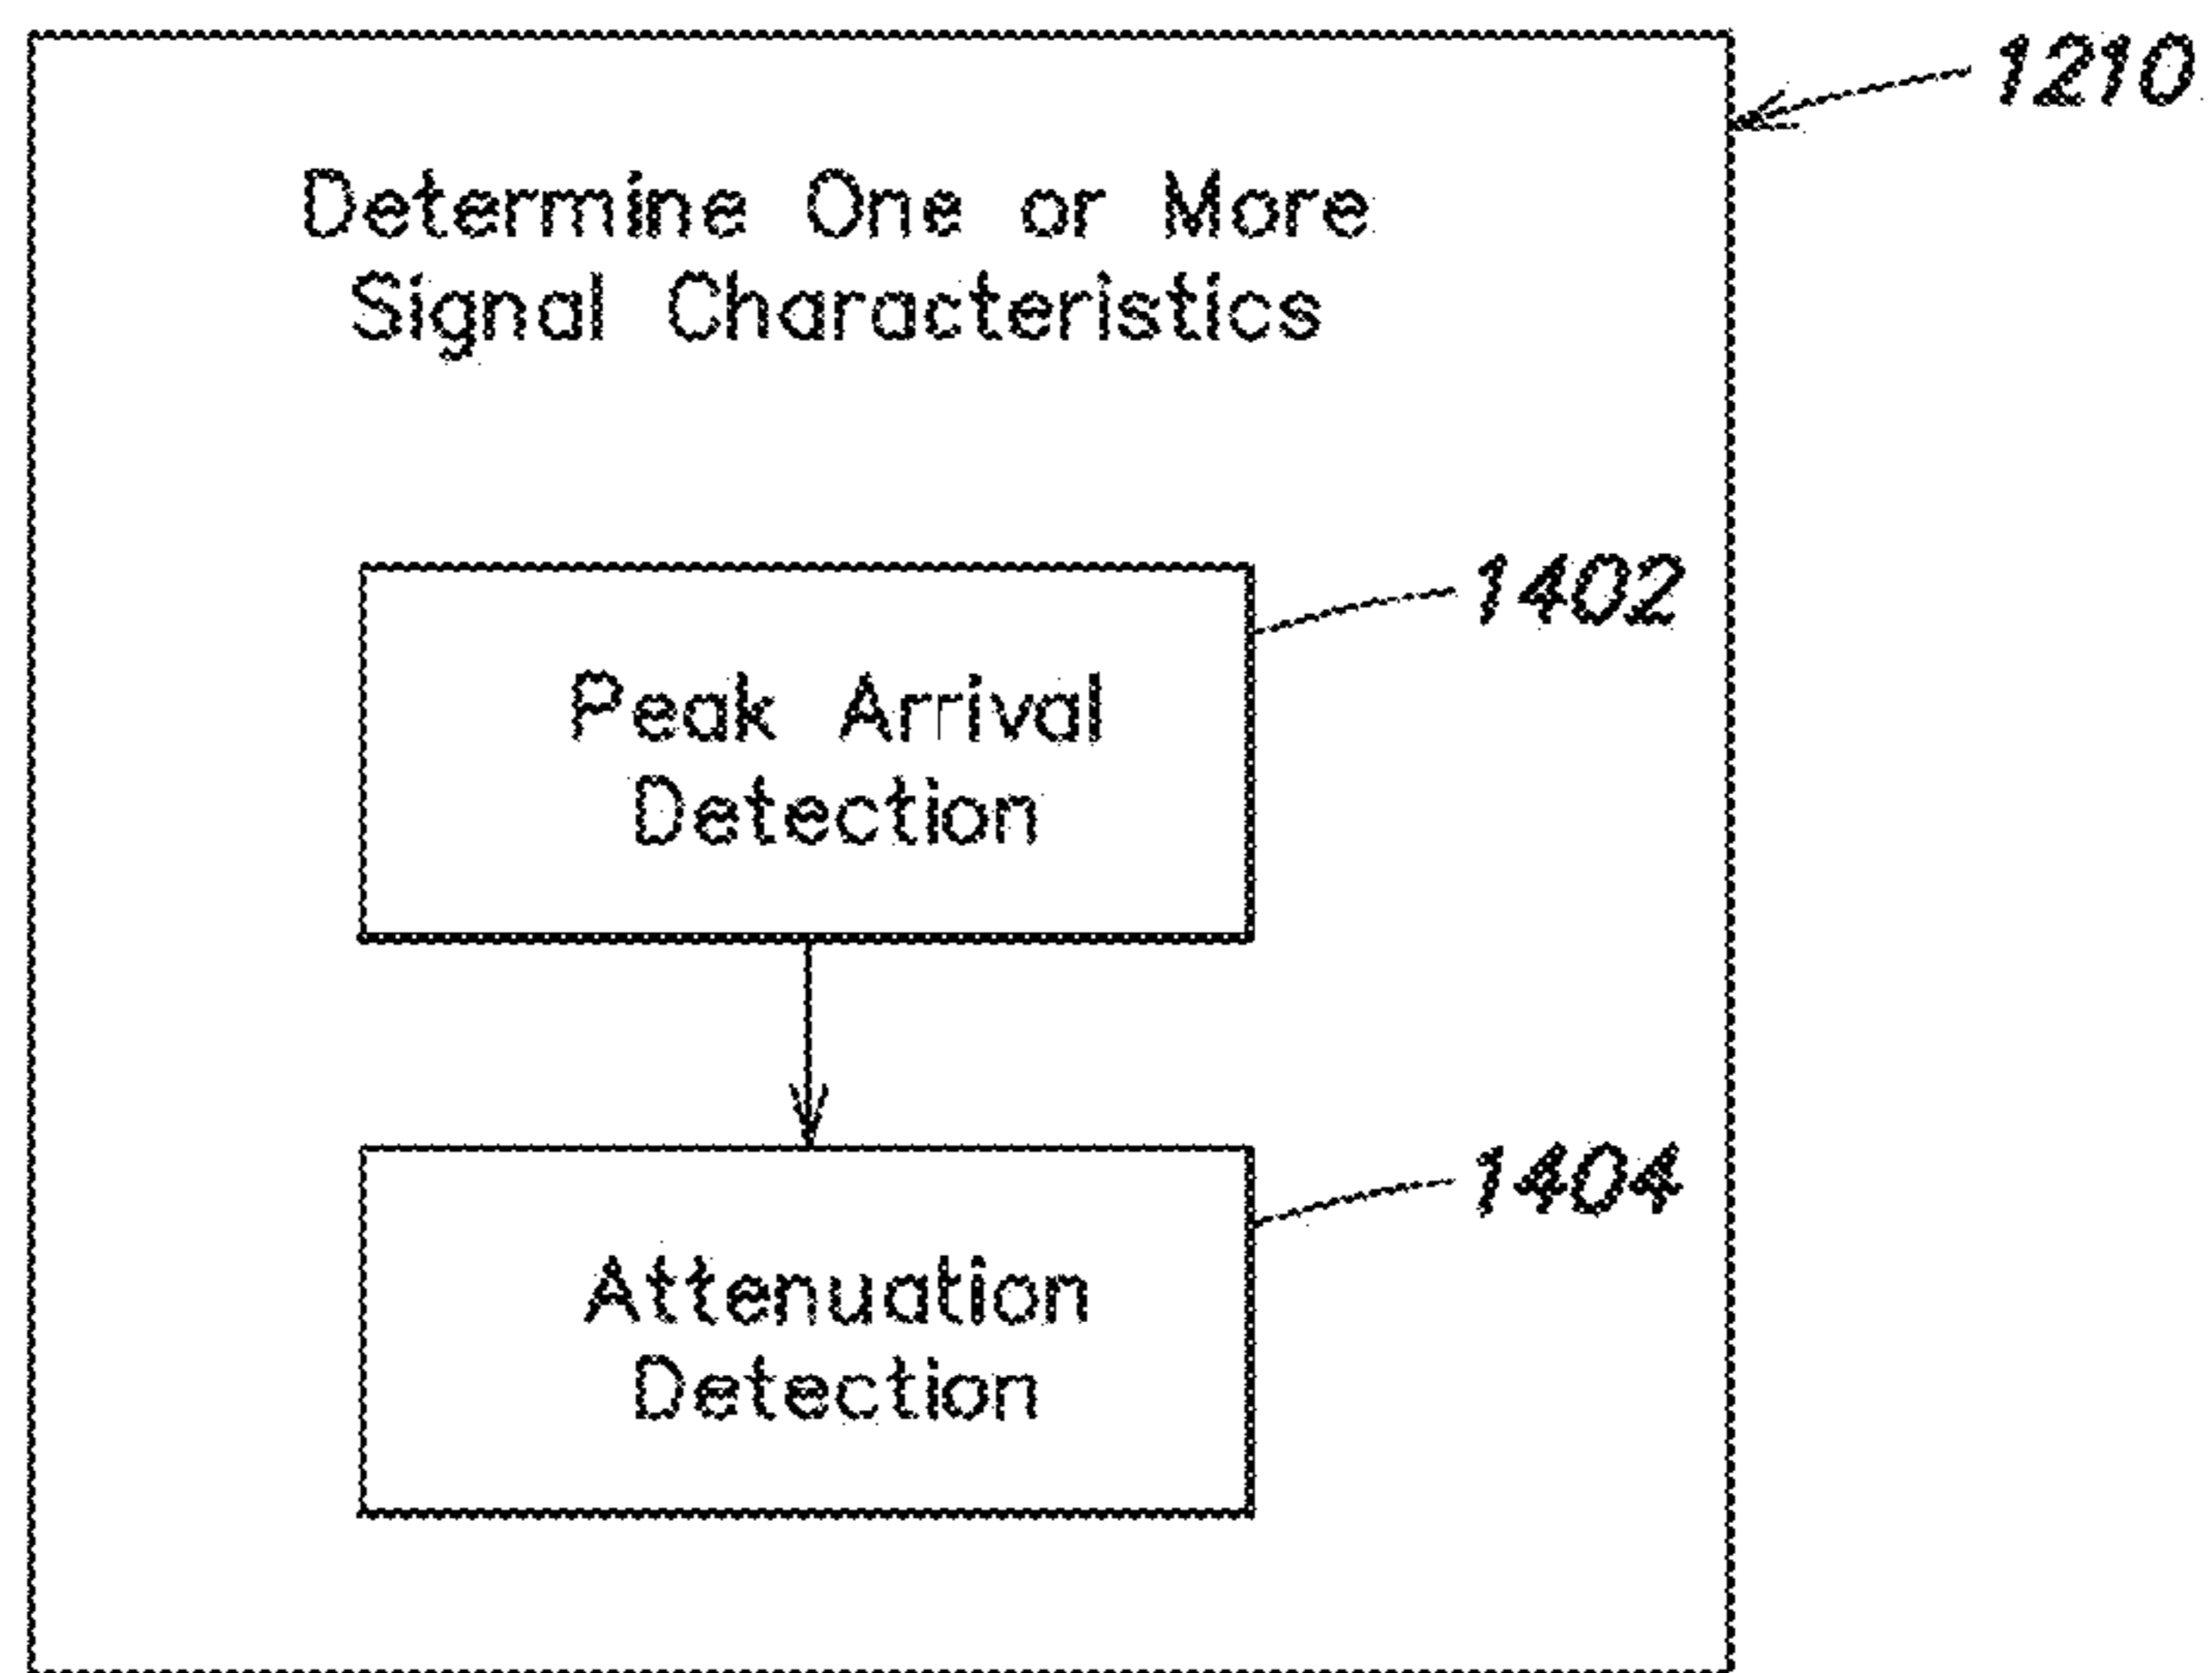 1210
Determine One or More
Signal Characteristics
1402
Peak Arrival
Detection
1404
Attenuation
Detection